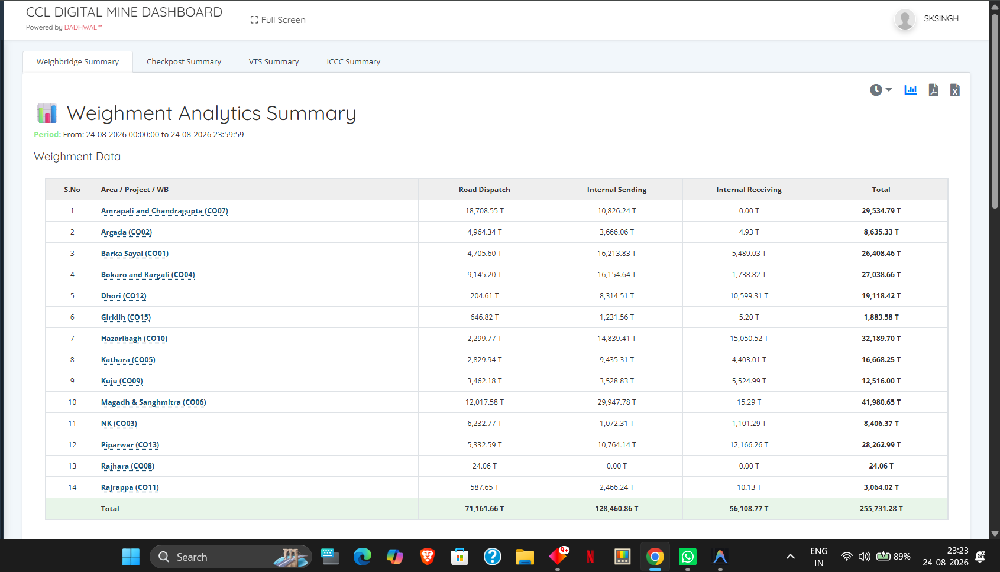 CCL DIGITAL MINE DASHBOARD
Powered by DADHWAL™
Full Screen
SKSINGH
Weighbridge Summary Checkpost Summary VTS Summary ICCC Summary
Weighment Analytics Summary
Period: From: 24-08-2026 00:00:00 to 24-08-2026 23:59:59
Weighment Data
S.No Area / Project / WB Road Dispatch Internal Sending Internal Receiving Total
1 Amrapali and Chandragupta (CO07) 18,708.55 T 10,826.24 T 0.00 T 29,534.79 T
2 Argada (CO02) 4,964.34 T 3,666.06 T 4.93 T 8,635.33 T
3 Barka Sayal (CO01) 4,705.60 T 16,213.83 T 5,489.03 T 26,408.46 T
4 Bokaro and Kargali (CO04) 9,145.20 T 16,154.64 T 1,738.82 T 27,038.66 T
5 Dhori (CO12) 204.61 T 8,314.51 T 10,599.31 T 19,118.42 T
6 Giridih (CO15) 646.82 T 1,231.56 T 5.20 T 1,883.58 T
7 Hazaribagh (CO10) 2,299.77 T 14,839.41 T 15,050.52 T 32,189.70 T
8 Kathara (CO05) 2,829.94 T 9,435.31 T 4,403.01 T 16,668.25 T
9 Kuju (CO09) 3,462.18 T 3,528.83 T 5,524.99 T 12,516.00 T
10 Magadh & Sanghmitra (CO06) 12,017.58 T 29,947.78 T 15.29 T 41,980.65 T
11 NK (CO03) 6,232.77 T 1,072.31 T 1,101.29 T 8,406.37 T
12 Piparwar (CO13) 5,332.59 T 10,764.14 T 12,166.26 T 28,262.99 T
13 Rajhara (CO08) 24.06 T 0.00 T 0.00 T 24.06 T
14 Rajrappa (CO11) 587.65 T 2,466.24 T 10.13 T 3,064.02 T
Total 71,161.66 T 128,460.86 T 56,108.77 T 255,731.28 T
Search
9+
ENG
IN
89%
23:23
24-08-2026